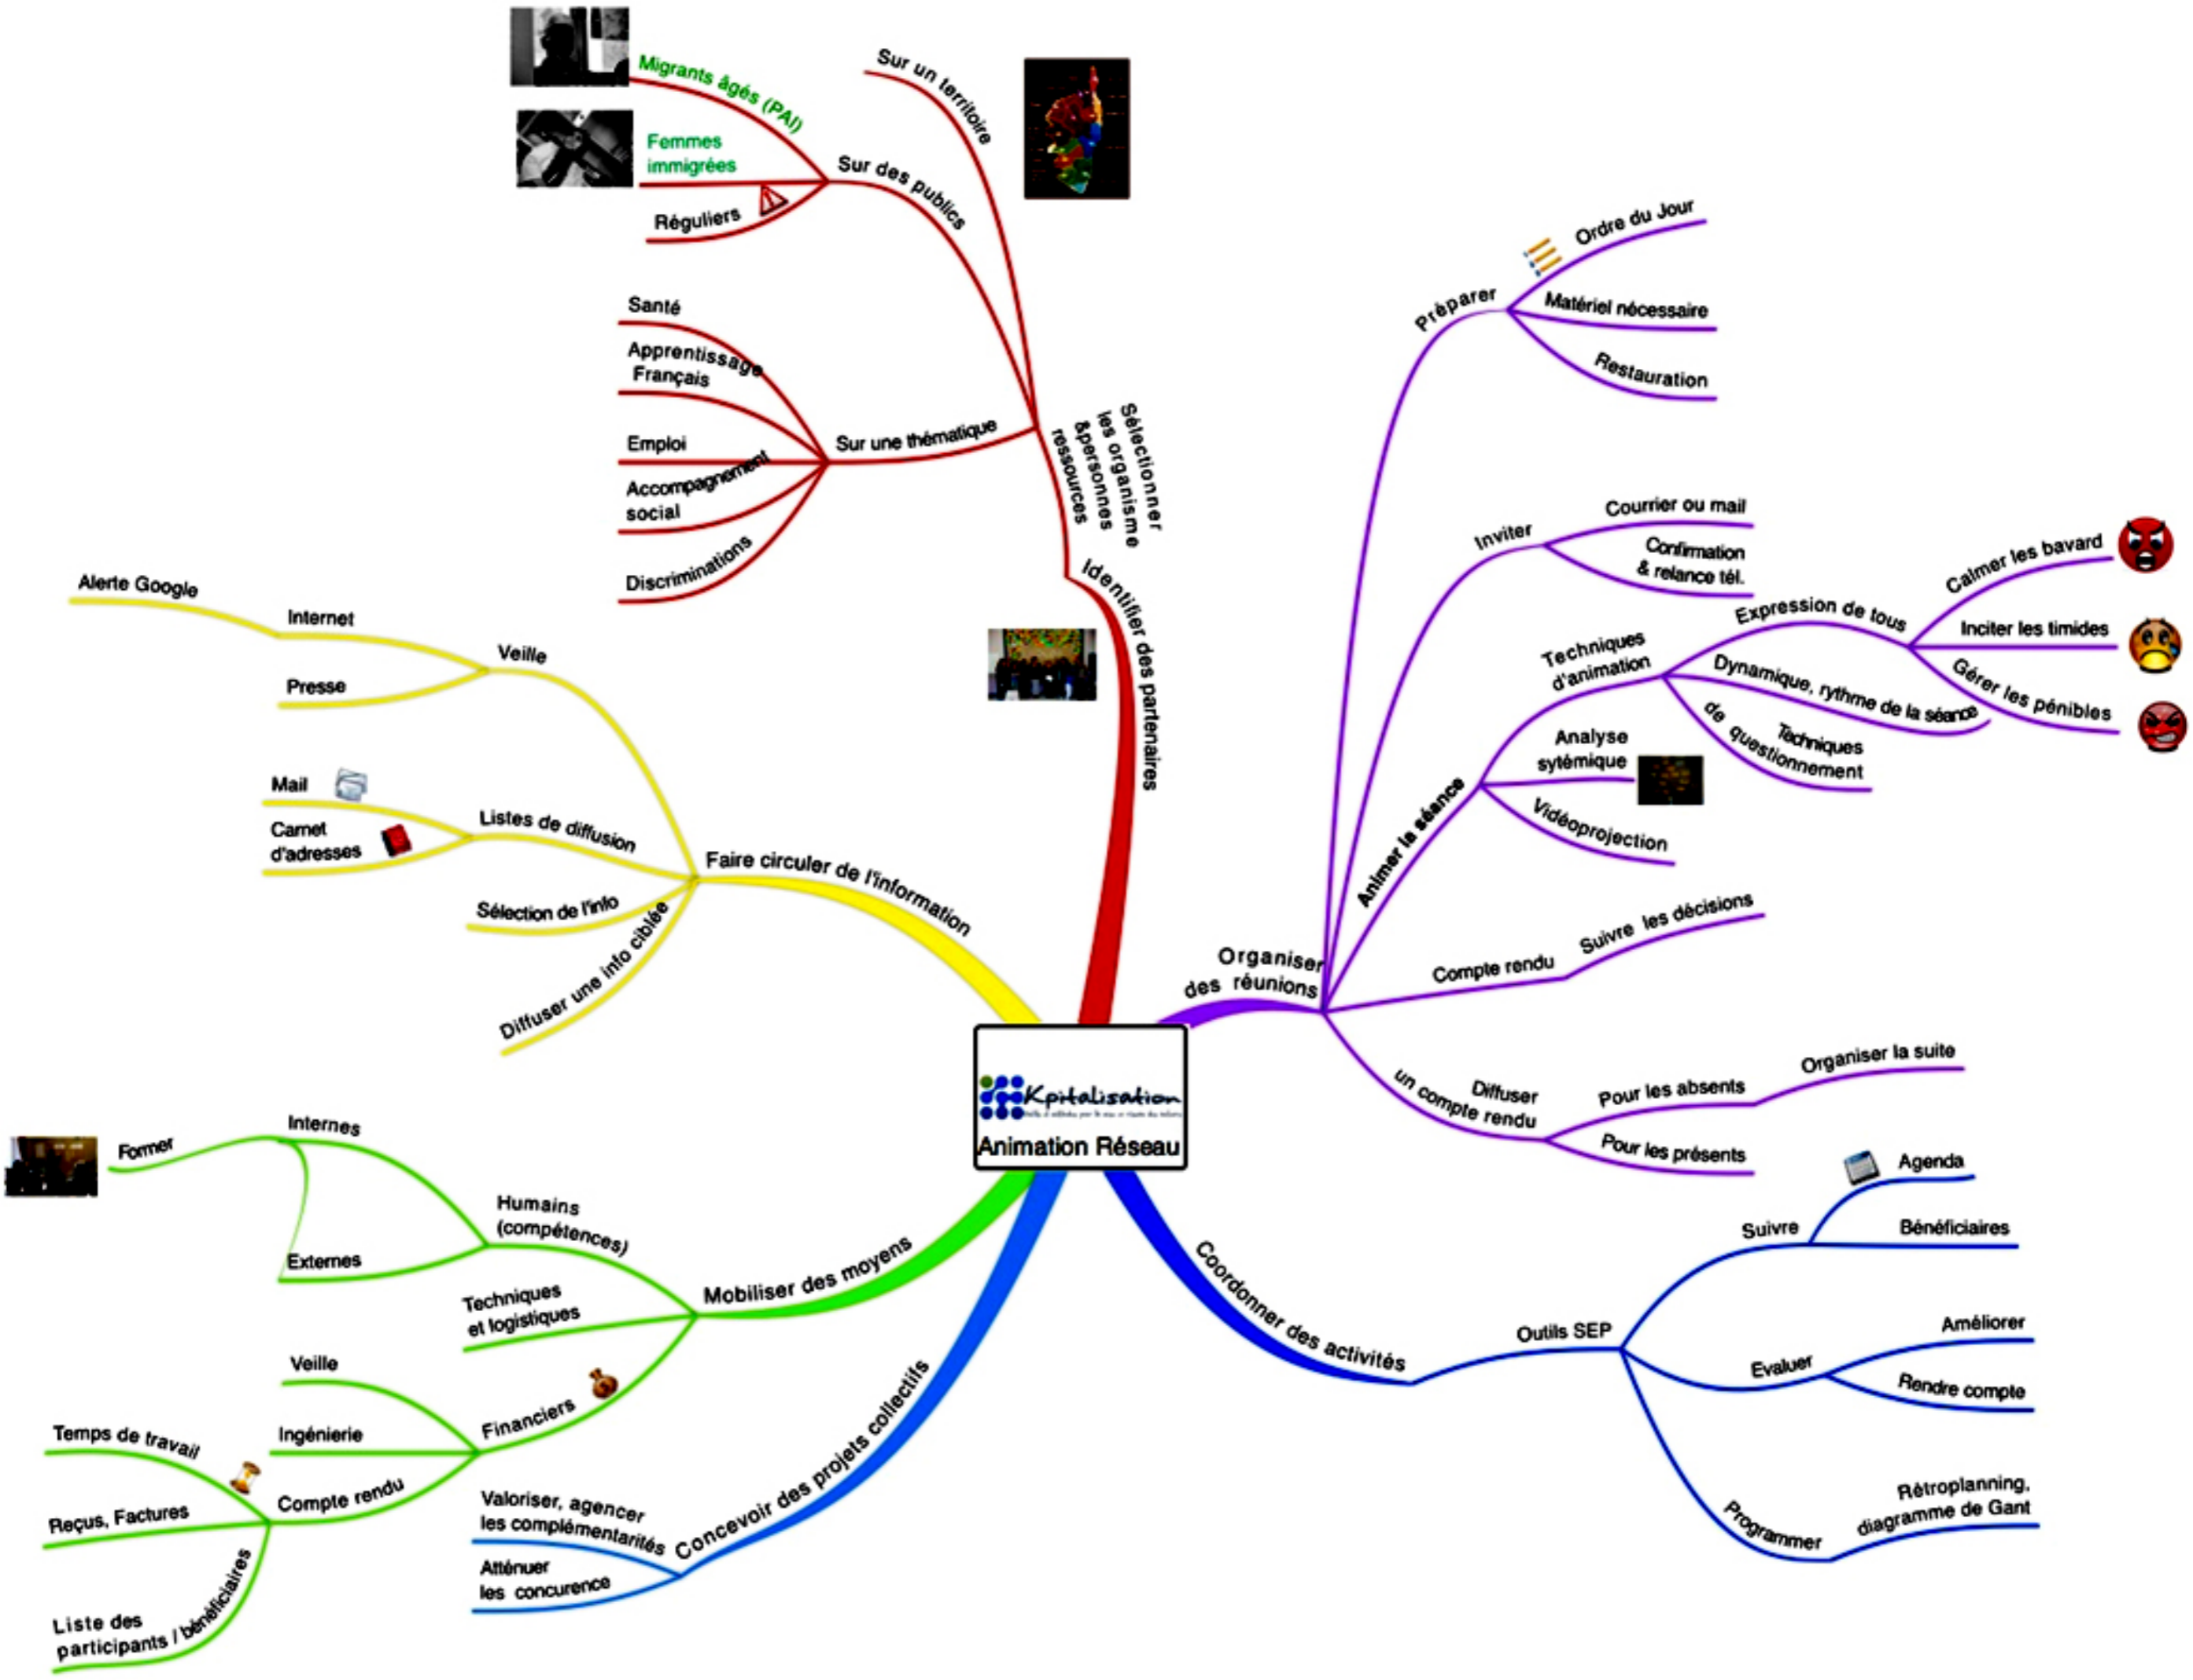 Kpitalisation
Animation Réseau
Identifier des partenaires
Sélectionner
les organisme
&personnes
ressources
Sur un territoire
Sur des publics
Migrants âgés (PAI)
Femmes
immigrées
Réguliers
Sur une thématique
Santé
Apprentissage
Français
Emploi
Accompagnement
social
Discriminations
Faire circuler de l'information
Veille
Internet
Alerte Google
Presse
Listes de diffusion
Mail
Carnet
d'adresses
Sélection de l'info
Diffuser une info ciblée
Mobiliser des moyens
Humains
(compétences)
Internes
Former
Externes
Techniques
et logistiques
Financiers
Veille
Ingénierie
Compte rendu
Temps de travail
Reçus, Factures
Liste des
participants / bénéficiaires
Concevoir des projets collectifs
Valoriser, agencer
les complémentarités
Atténuer
les concurence
Organiser
des réunions
Préparer
Ordre du Jour
Matériel nécessaire
Restauration
Inviter
Courrier ou mail
Confirmation
& relance tél.
Animer la séance
Techniques
d'animation
Expression de tous
Calmer les bavard
Inciter les timides
Gérer les pénibles
Dynamique, rythme de la séance
Techniques
de questionnement
Analyse
sytémique
Vidéoprojection
Compte rendu
Suivre les décisions
Diffuser
un compte rendu
Pour les absents
Organiser la suite
Pour les présents
Coordonner des activités
Outils SEP
Suivre
Agenda
Bénéficiaires
Evaluer
Améliorer
Rendre compte
Programmer
Rétroplanning,
diagramme de Gant